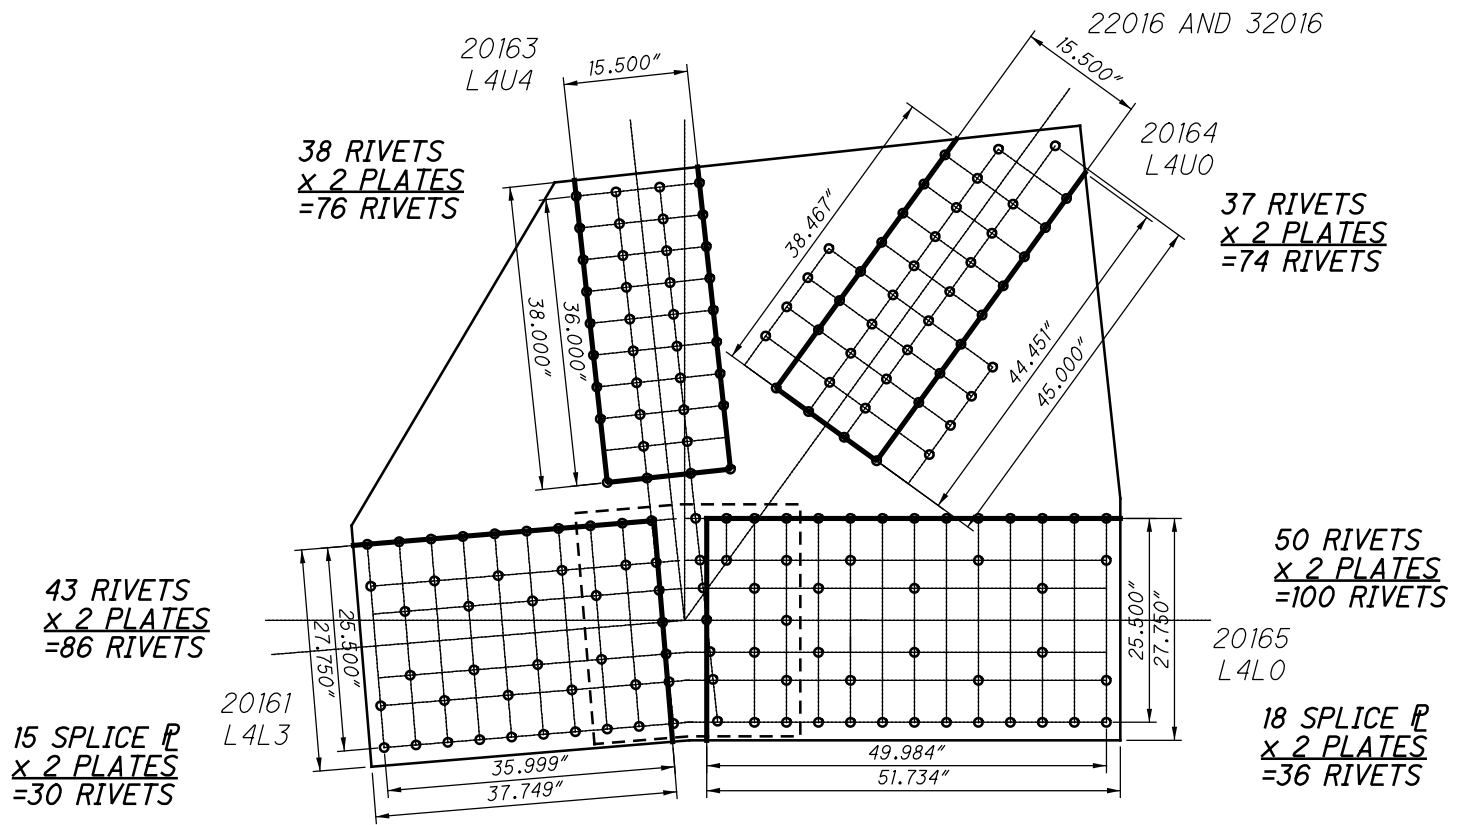 22016 AND 32016
20163
L4U4
15.500"
15.500"
20164
L4U0
38 RIVETS
x 2 PLATES
=76 RIVETS
37 RIVETS
x 2 PLATES
=74 RIVETS
38.467"
38.000"
36.000"
44.451"
45.000"
43 RIVETS
x 2 PLATES
=86 RIVETS
50 RIVETS
x 2 PLATES
=100 RIVETS
25.500"
27.750"
25.500"
27.750"
20165
L4L0
20161
L4L3
15 SPLICE PL
x 2 PLATES
=30 RIVETS
18 SPLICE PL
x 2 PLATES
=36 RIVETS
35.999"
37.749"
49.984"
51.734"